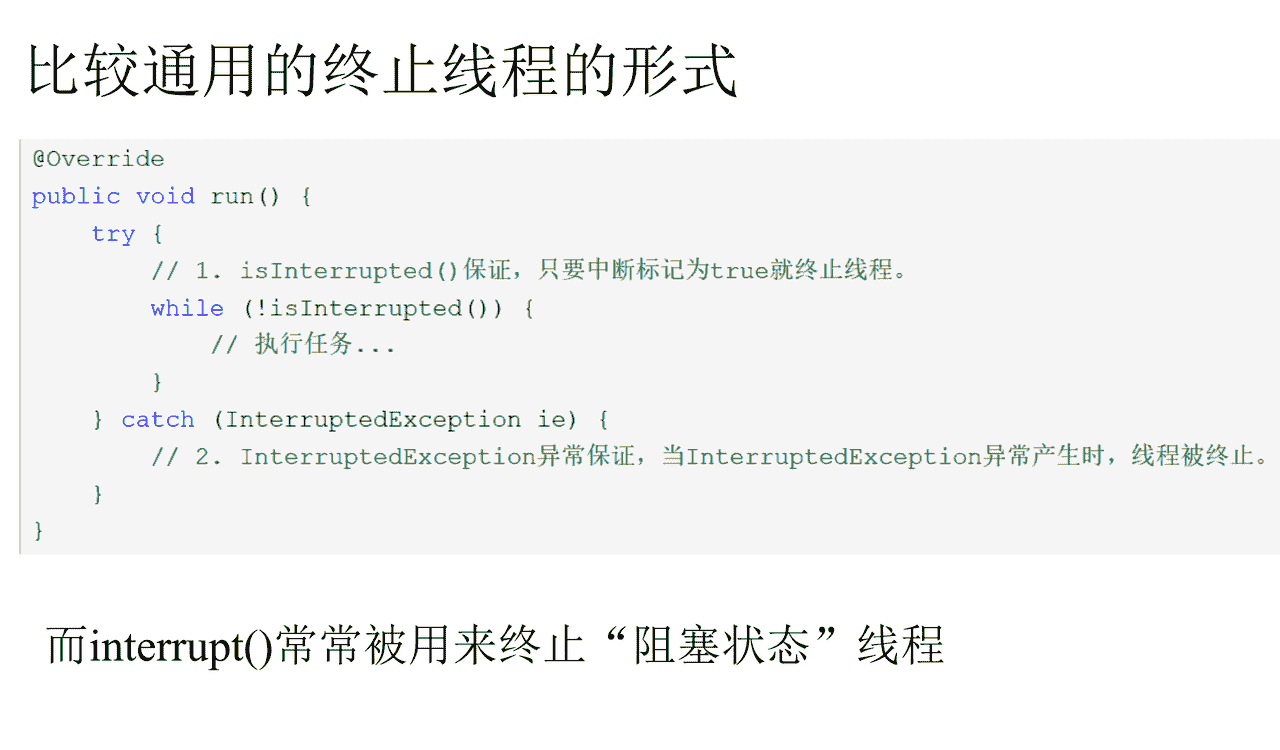 比较通用的终止线程的形式
@Override
public void run() {
    try {
        // 1. isInterrupted()保证，只要中断标记为true就终止线程。
        while (!isInterrupted()) {
            // 执行任务...
        }
    } catch (InterruptedException ie) {
        // 2. InterruptedException异常保证，当InterruptedException异常产生时，线程被终止。
    }
}
而interrupt()常常被用来终止“阻塞状态”线程